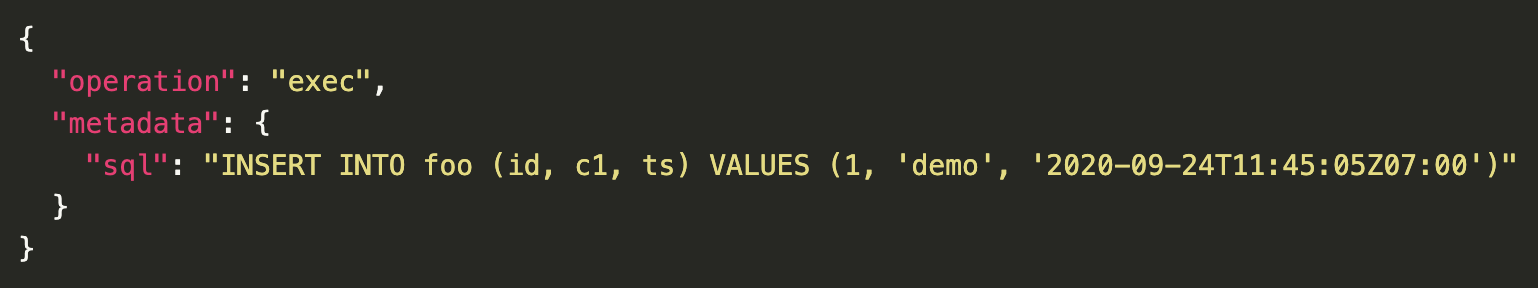 {
  "operation": "exec",
  "metadata": {
    "sql": "INSERT INTO foo (id, c1, ts) VALUES (1, 'demo', '2020-09-24T11:45:05Z07:00')"
  }
}